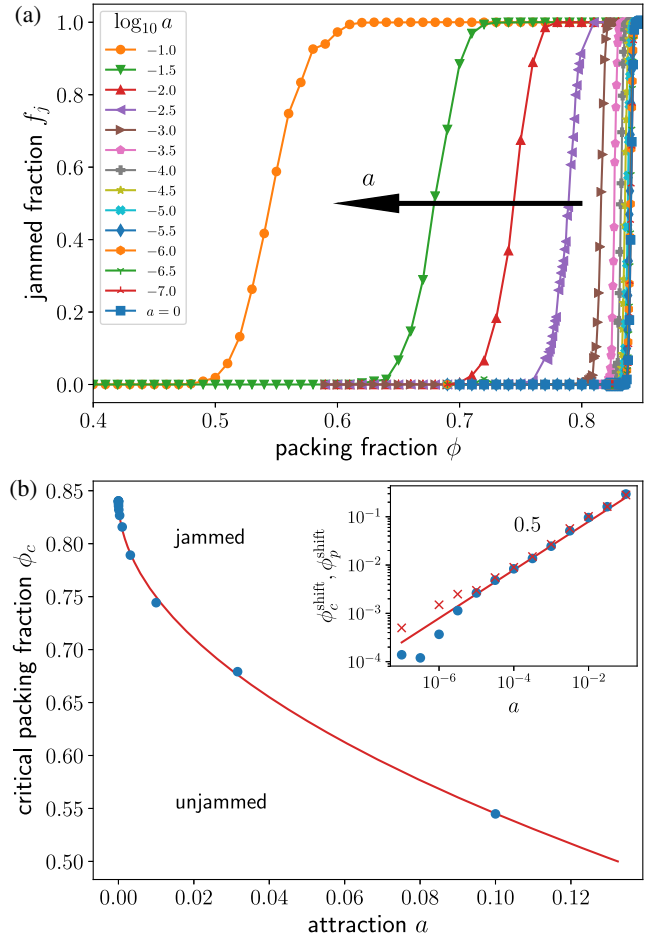 (a)
log₁₀ a
−1.0
−1.5
−2.0
−2.5
−3.0
−3.5
−4.0
−4.5
−5.0
−5.5
−6.0
−6.5
−7.0
a = 0
a
1.0
0.8
0.6
0.4
0.2
0.0
jammed fraction f_j
0.4 0.5 0.6 0.7 0.8
packing fraction ϕ
(b)
0.85
0.80
0.75
0.70
0.65
0.60
0.55
0.50
critical packing fraction ϕ_c
jammed
unjammed
10⁻¹
10⁻²
10⁻³
10⁻⁴
ϕ_c^shift, ϕ_p^shift
0.5
10⁻⁶ 10⁻⁴ 10⁻²
a
0.00 0.02 0.04 0.06 0.08 0.10 0.12
attraction a